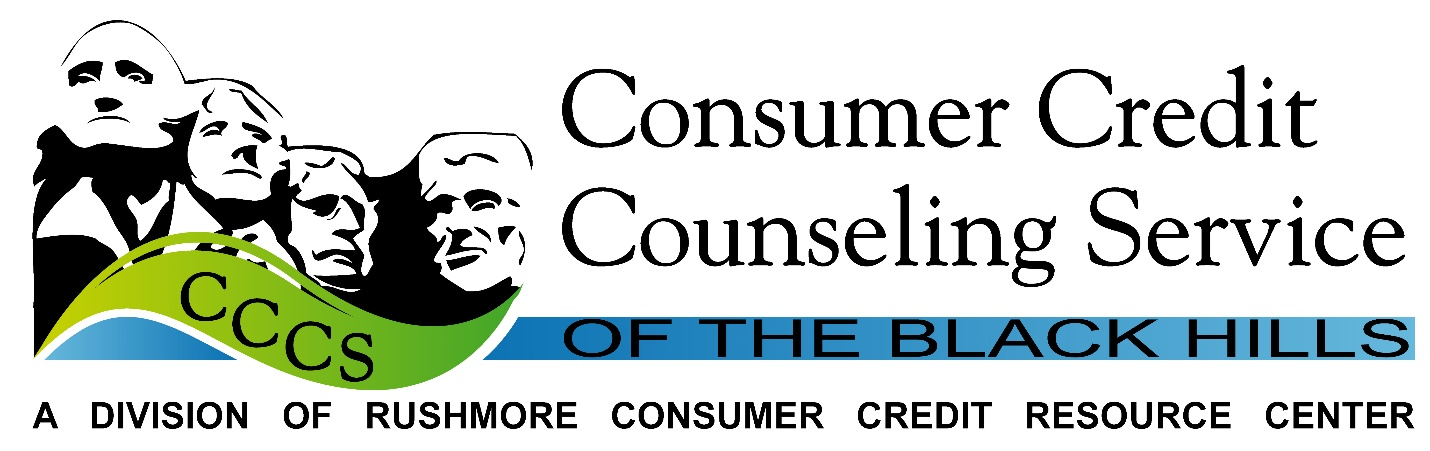 Consumer Credit
Counseling Service
OF THE BLACK HILLS
CCCS
A DIVISION OF RUSHMORE CONSUMER CREDIT RESOURCE CENTER